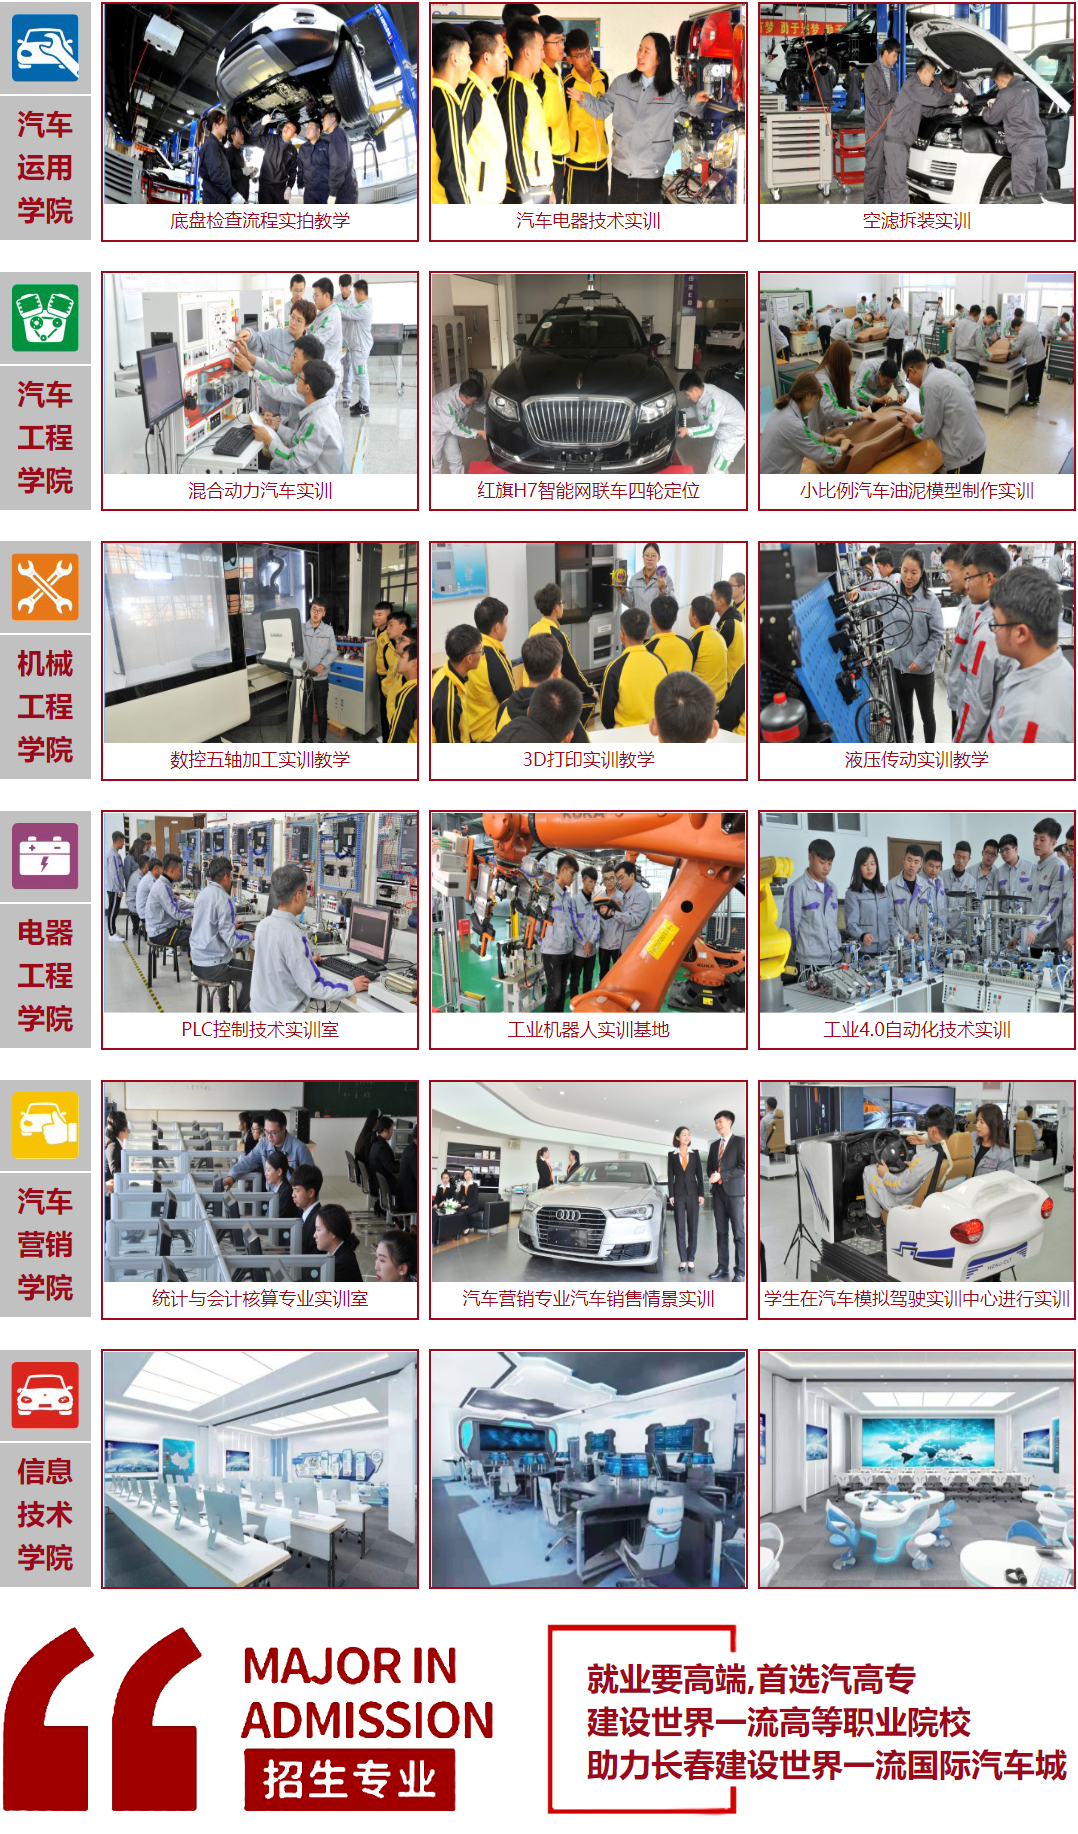 汽车
运用
学院
底盘检查流程实拍教学
汽车电器技术实训
空滤拆装实训
汽车
工程
学院
混合动力汽车实训
红旗H7智能网联车四轮定位
小比例汽车油泥模型制作实训
机械
工程
学院
数控五轴加工实训教学
3D打印实训教学
液压传动实训教学
电器
工程
学院
PLC控制技术实训室
工业机器人实训基地
工业4.0自动化技术实训
汽车
营销
学院
统计与会计核算专业实训室
汽车营销专业汽车销售情景实训
学生在汽车模拟驾驶实训中心进行实训
信息
技术
学院
MAJOR IN
ADMISSION
招生专业
就业要高端,首选汽高专
建设世界一流高等职业院校
助力长春建设世界一流国际汽车城